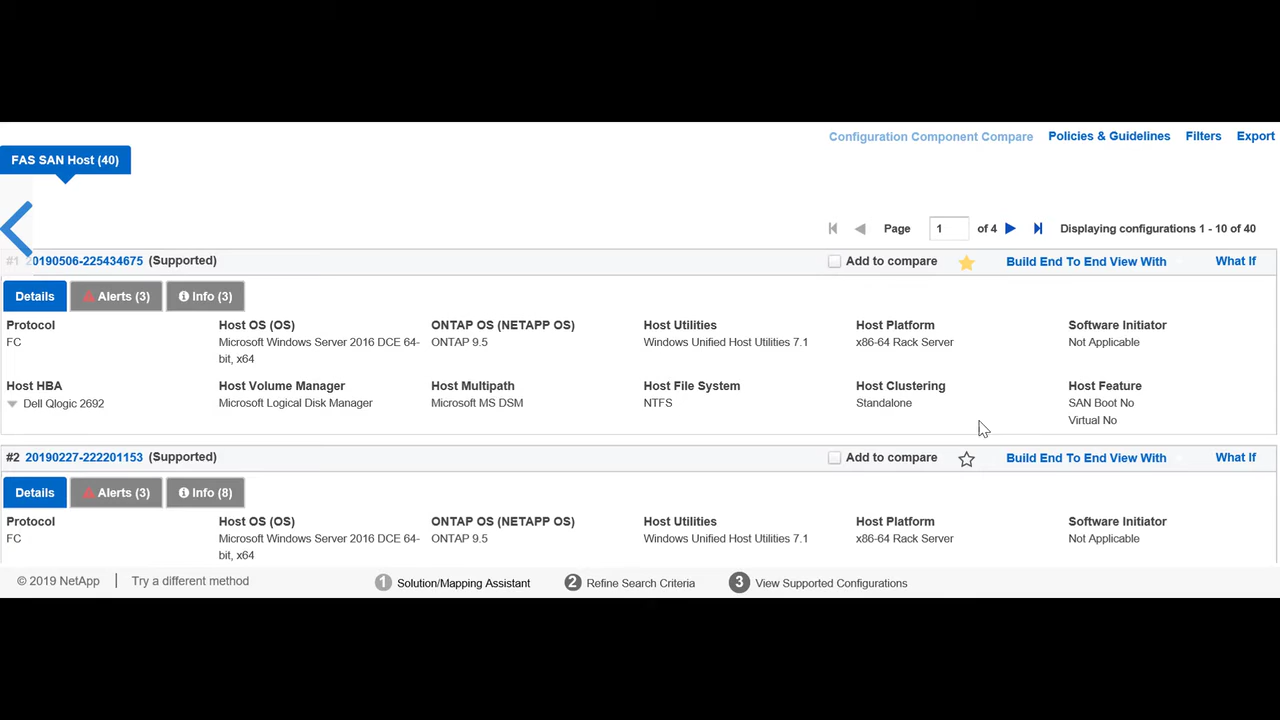 Configuration Component Compare Policies & Guidelines Filters Export
FAS SAN Host (40)
Page 1 of 4 Displaying configurations 1 - 10 of 40
#1 20190506-225434675 (Supported) Add to compare Build End To End View With What If
Details Alerts (3) Info (3)
Protocol Host OS (OS) ONTAP OS (NETAPP OS) Host Utilities Host Platform Software Initiator
FC Microsoft Windows Server 2016 DCE 64- ONTAP 9.5 Windows Unified Host Utilities 7.1 x86-64 Rack Server Not Applicable
bit, x64
Host HBA Host Volume Manager Host Multipath Host File System Host Clustering Host Feature
Dell Qlogic 2692 Microsoft Logical Disk Manager Microsoft MS DSM NTFS Standalone SAN Boot No
Virtual No
#2 20190227-222201153 (Supported) Add to compare Build End To End View With What If
Details Alerts (3) Info (8)
Protocol Host OS (OS) ONTAP OS (NETAPP OS) Host Utilities Host Platform Software Initiator
FC Microsoft Windows Server 2016 DCE 64- ONTAP 9.5 Windows Unified Host Utilities 7.1 x86-64 Rack Server Not Applicable
bit, x64
© 2019 NetApp | Try a different method 1 Solution/Mapping Assistant 2 Refine Search Criteria 3 View Supported Configurations